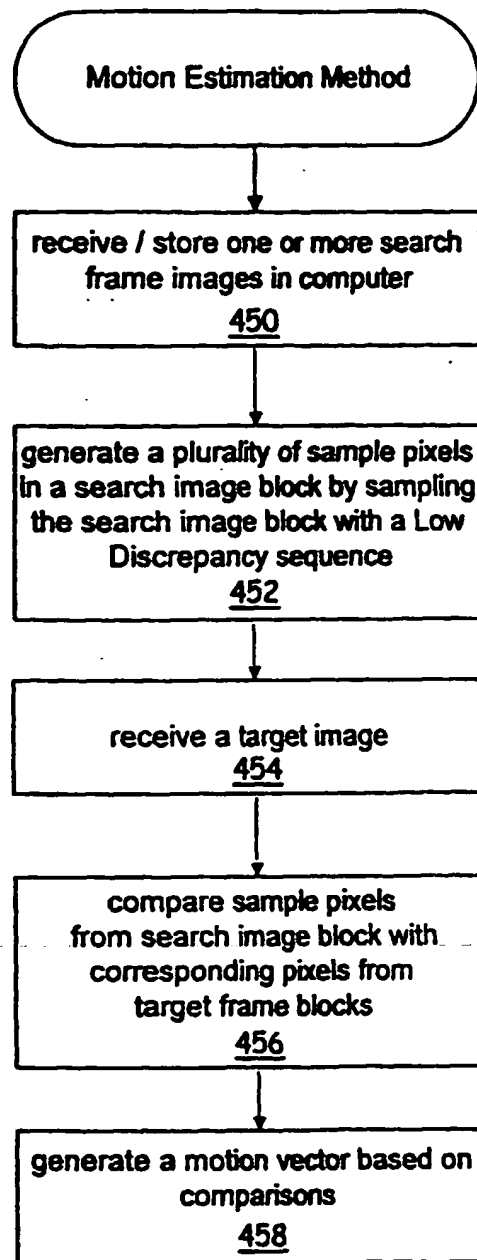 Motion Estimation Method
receive / store one or more search
frame images in computer
450
generate a plurality of sample pixels
in a search image block by sampling
the search image block with a Low
Discrepancy sequence
452
receive a target image
454
compare sample pixels
from search image block with
corresponding pixels from
target frame blocks
456
generate a motion vector based on
comparisons
458